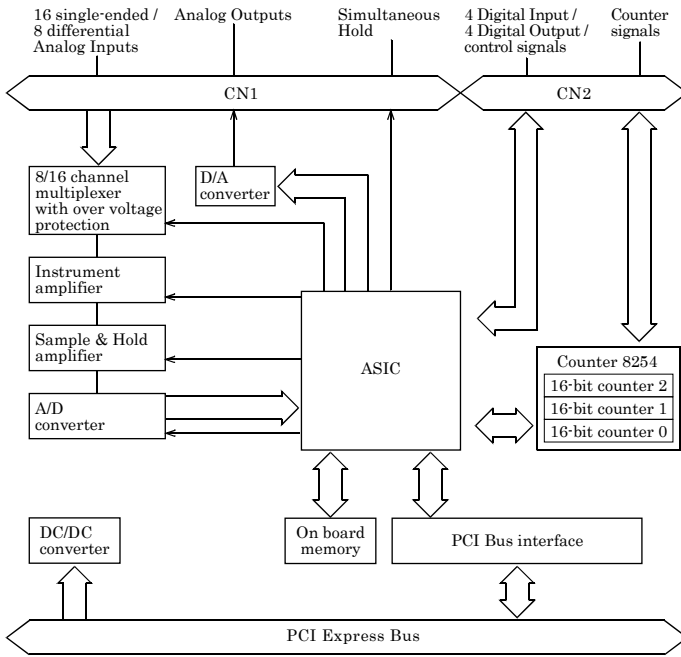 16 single-ended /
8 differential
Analog Inputs
Analog Outputs
Simultaneous
Hold
4 Digital Input /
4 Digital Output /
control signals
Counter
signals
CN1
CN2
8/16 channel
multiplexer
with over voltage
protection
D/A
converter
Instrument
amplifier
Sample & Hold
amplifier
A/D
converter
ASIC
Counter 8254
16-bit counter 2
16-bit counter 1
16-bit counter 0
DC/DC
converter
On board
memory
PCI Bus interface
PCI Express Bus